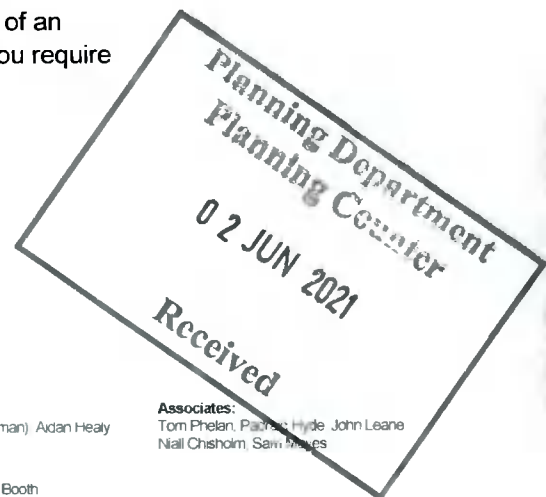 of an
ou require
Planning Department
Planning Counter
02 JUN 2021
Received
man) Aidan Healy
Associates:
Tom Phelan, Padraic Hyde John Leane
Niall Chisholm, Sam
Booth